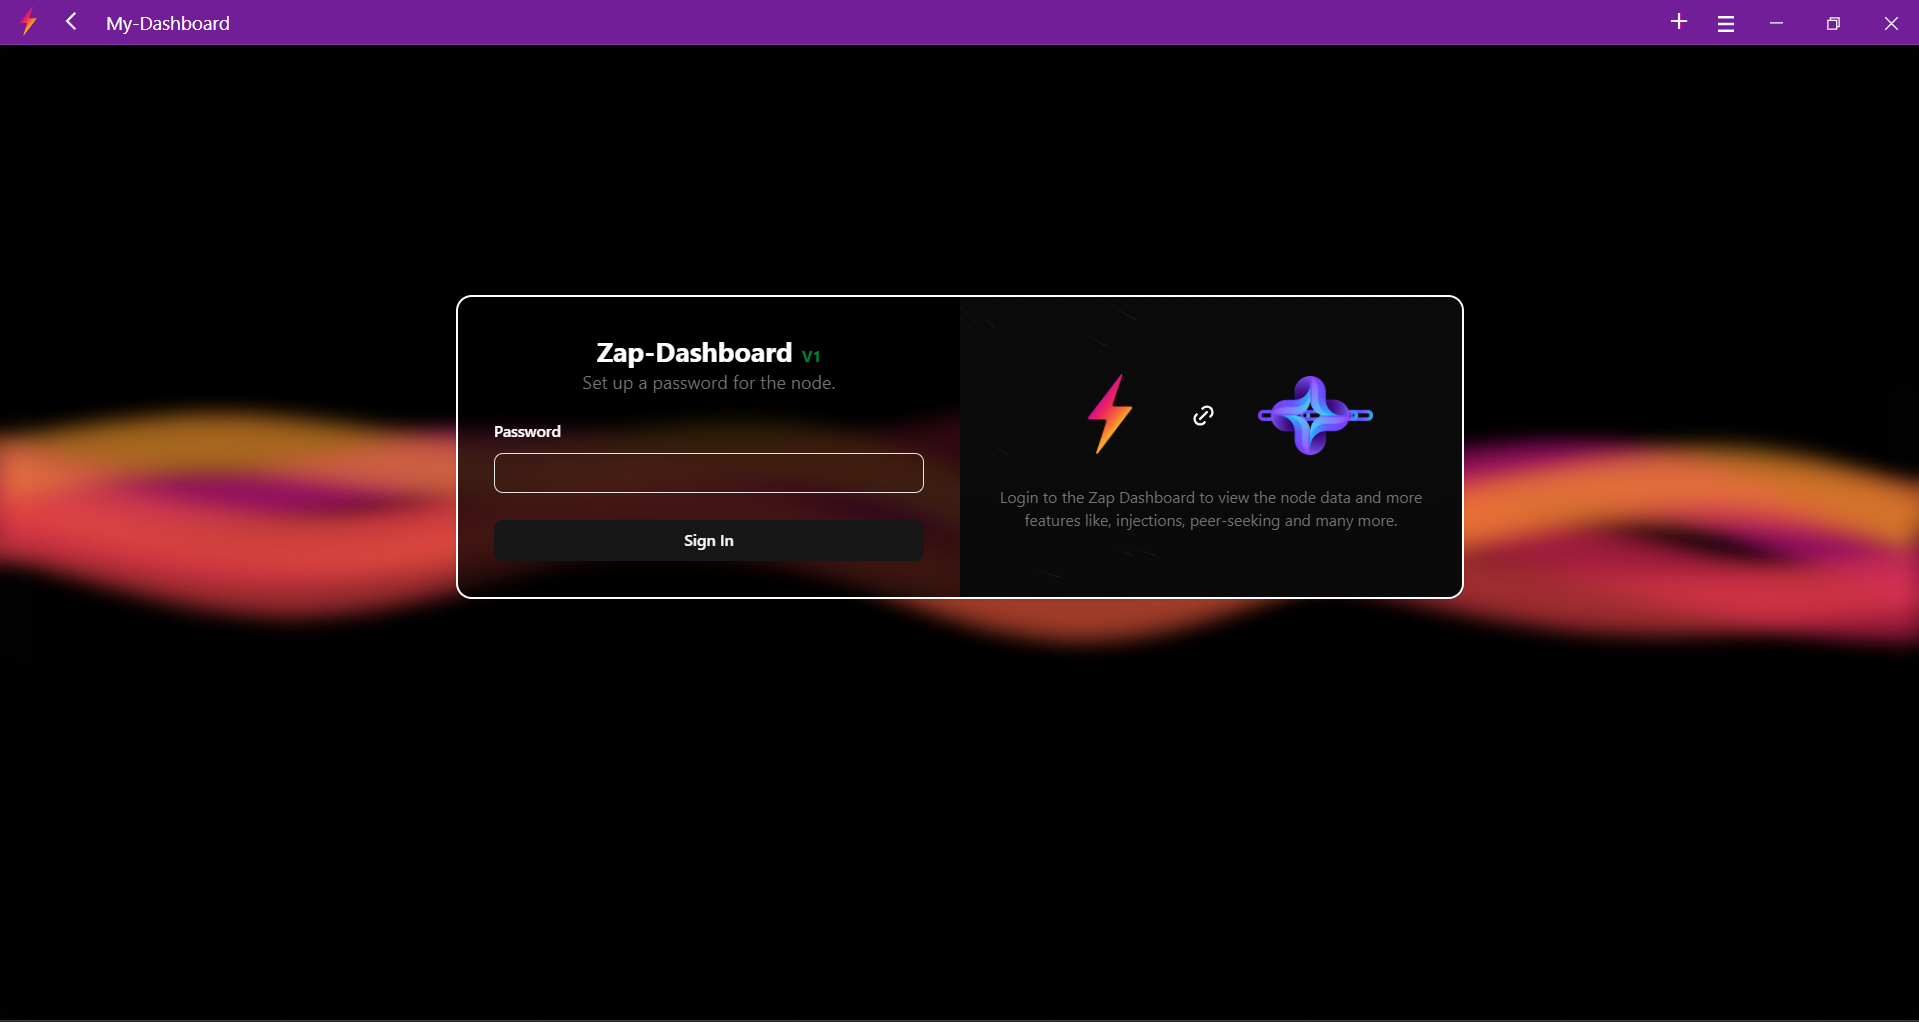 My-Dashboard
Zap-Dashboard V1
Set up a password for the node.
Password
Sign In
Login to the Zap Dashboard to view the node data and more
features like, injections, peer-seeking and many more.